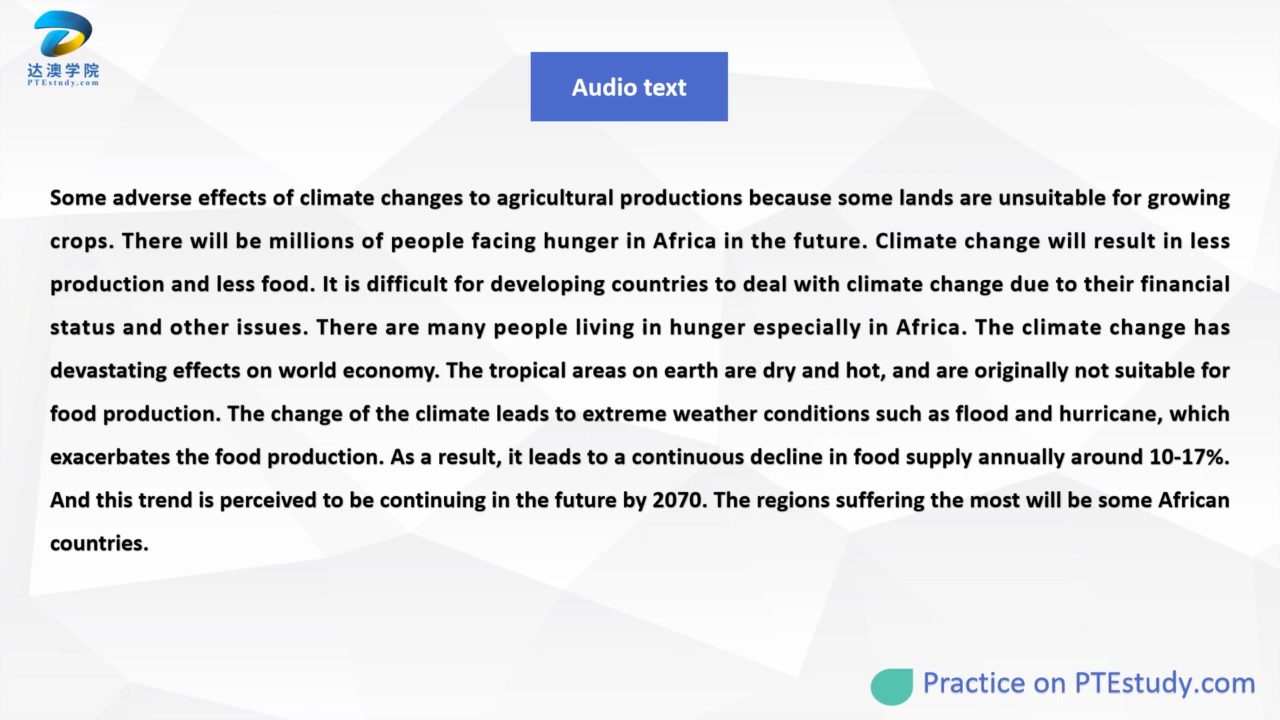 达澳学院
PTEstudy.com
Audio text
Some adverse effects of climate changes to agricultural productions because some lands are unsuitable for growing
crops. There will be millions of people facing hunger in Africa in the future. Climate change will result in less
production and less food. It is difficult for developing countries to deal with climate change due to their financial
status and other issues. There are many people living in hunger especially in Africa. The climate change has
devastating effects on world economy. The tropical areas on earth are dry and hot, and are originally not suitable for
food production. The change of the climate leads to extreme weather conditions such as flood and hurricane, which
exacerbates the food production. As a result, it leads to a continuous decline in food supply annually around 10-17%.
And this trend is perceived to be continuing in the future by 2070. The regions suffering the most will be some African
countries.
Practice on PTEstudy.com